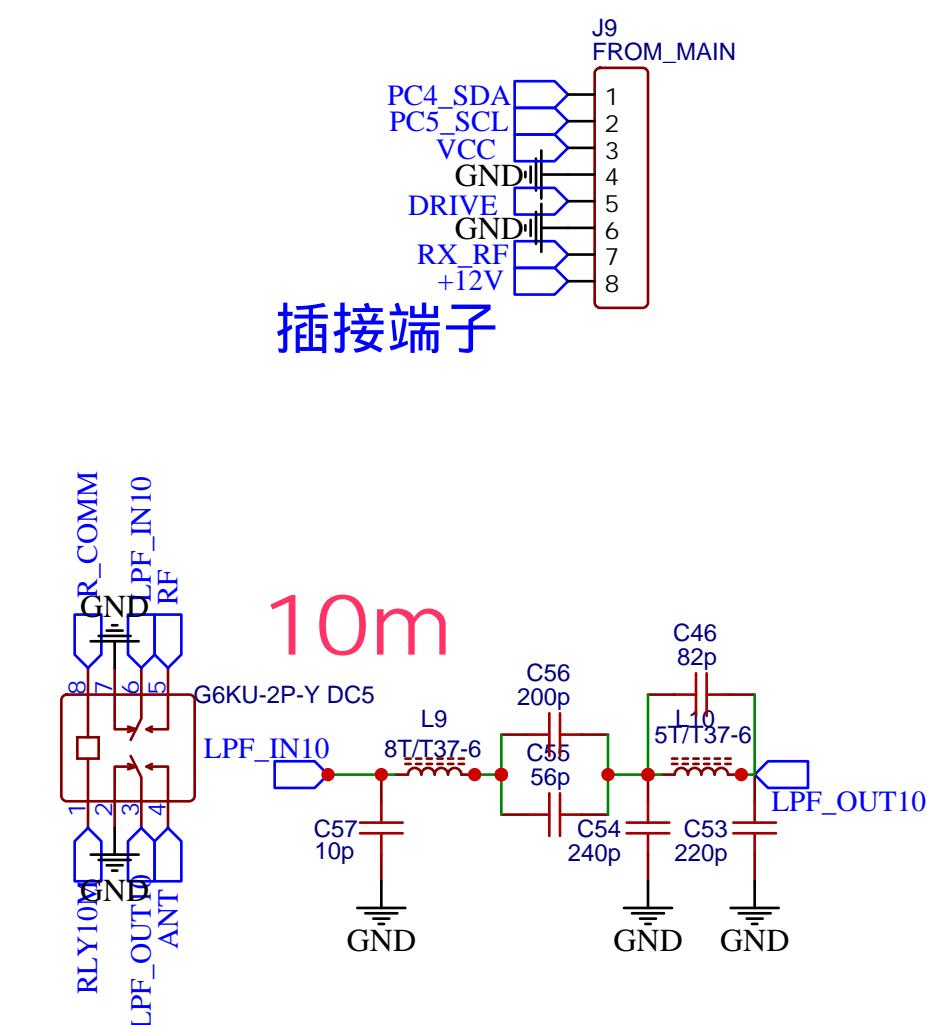 J9
FROM_MAIN
PC4_SDA
1
PC5_SCL
2
VCC
3
GND
4
DRIVE
5
GND
6
RX_RF
7
+12V
8
插接端子
R_COMM
GND
LPF_IN10
RF
8
7
6
5
G6KU-2P-Y DC5
1
2
3
4
RLY10M
GND
LPF_OUT10
ANT
10m
LPF_IN10
L9
8T/T37-6
C56
200p
C55
56p
C46
82p
L10
5T/T37-6
LPF_OUT10
C57
10p
C54
240p
C53
220p
GND
GND
GND